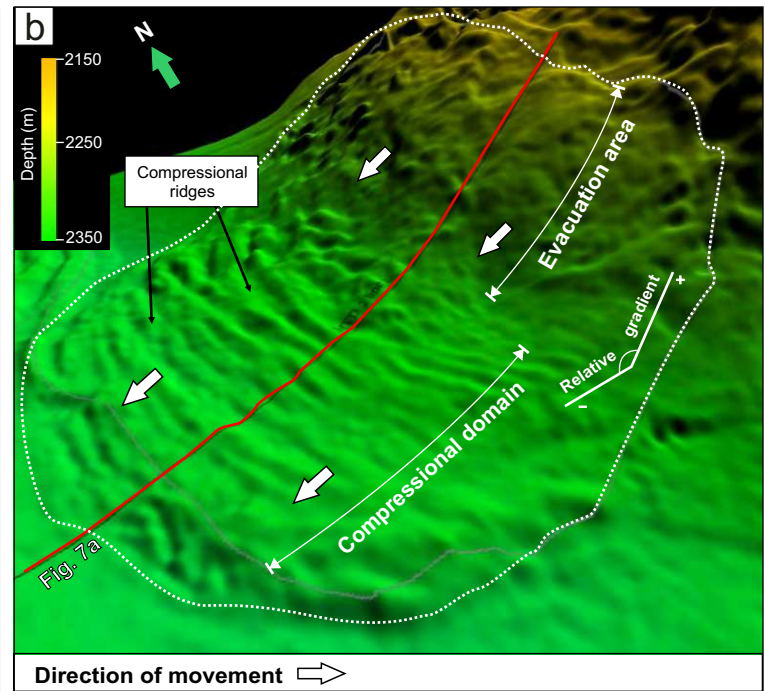 b
N
2150
2250
2350
Depth (m)
Compressional
ridges
Evacuation area
+
Relative
gradient
–
Compressional domain
Fig. 7a
Direction of movement